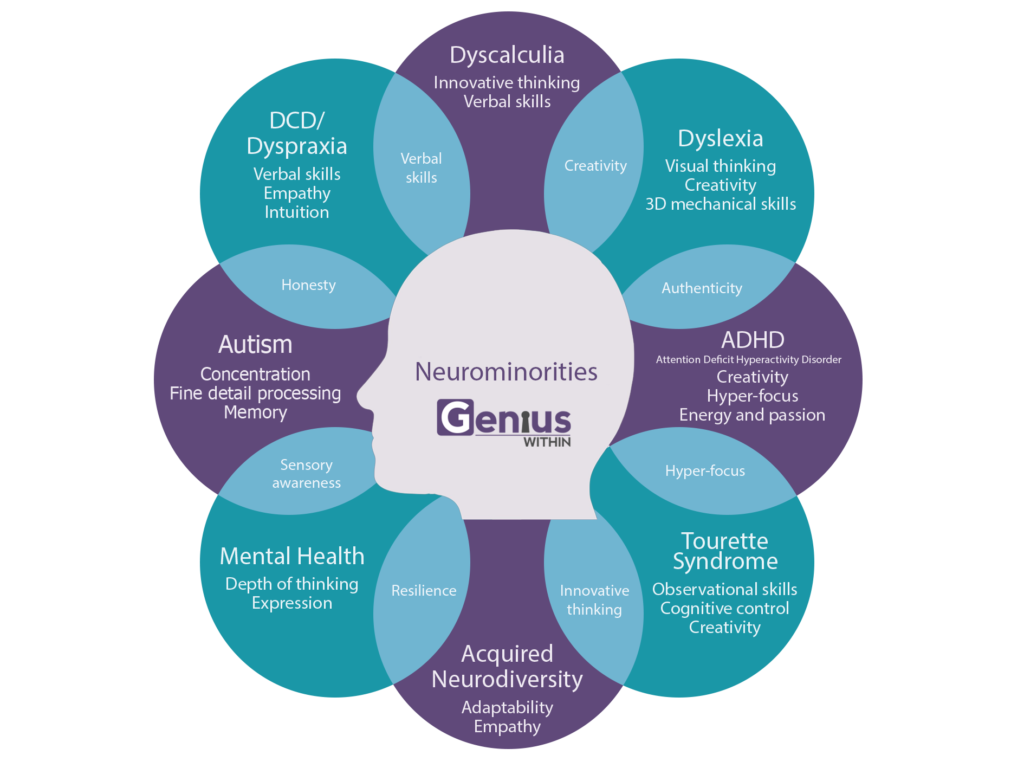 Dyscalculia
Innovative thinking
Verbal skills
DCD/
Dyspraxia
Verbal skills
Empathy
Intuition
Verbal
skills
Creativity
Dyslexia
Visual thinking
Creativity
3D mechanical skills
Honesty
Authenticity
Autism
Concentration
Fine detail processing
Memory
Neurominorities
Genius
WITHIN
ADHD
Attention Deficit Hyperactivity Disorder
Creativity
Hyper-focus
Energy and passion
Sensory
awareness
Hyper-focus
Mental Health
Depth of thinking
Expression
Resilience
Innovative
thinking
Tourette
Syndrome
Observational skills
Cognitive control
Creativity
Acquired
Neurodiversity
Adaptability
Empathy